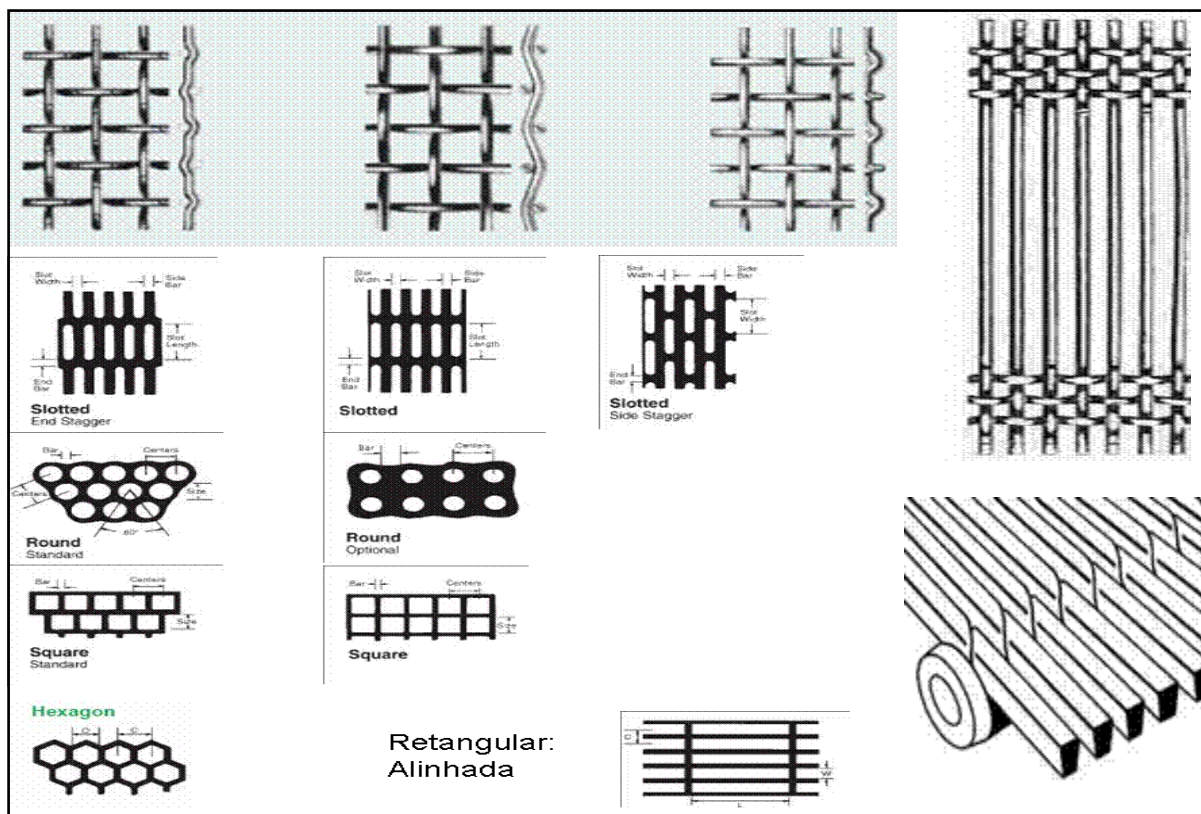 Slot
Width
Side
Bar
Slot
Length
End
Bar
Slotted
End Stagger
Slot
Width
Side
Bar
Slot
Length
End
Bar
Slotted
Slot
Width
Side
Bar
Slot
Width
End
Bar
Slotted
Side Stagger
Bar
Centers
Centers
Size
60°
Round
Standard
Bar
Centers
Round
Optional
Bar
Centers
Size
Square
Standard
Bar
Centers
Size
Square
Hexagon
D
C
Retangular:
Alinhada
D
W
L